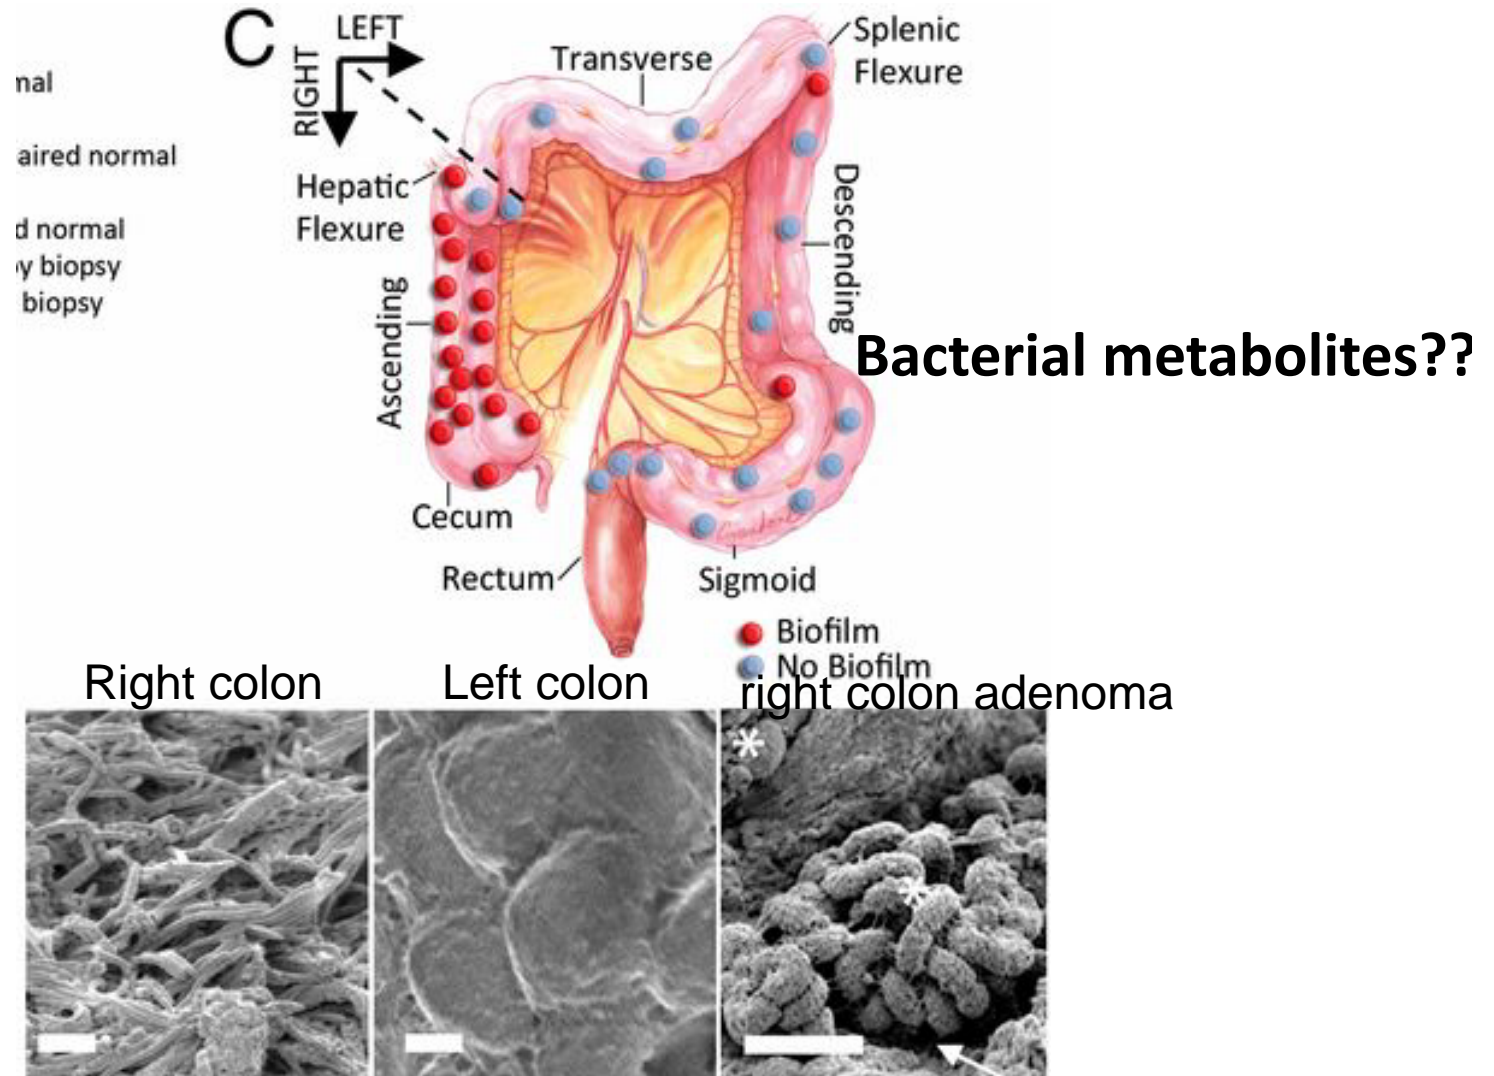 C
LEFT
RIGHT
Transverse
Splenic
Flexure
nal
aired normal
d normal
y biopsy
biopsy
Hepatic
Flexure
Ascending
Descending
Bacterial metabolites??
Cecum
Rectum
Sigmoid
Biofilm
No Biofilm
Right colon
Left colon
right colon adenoma
*
*